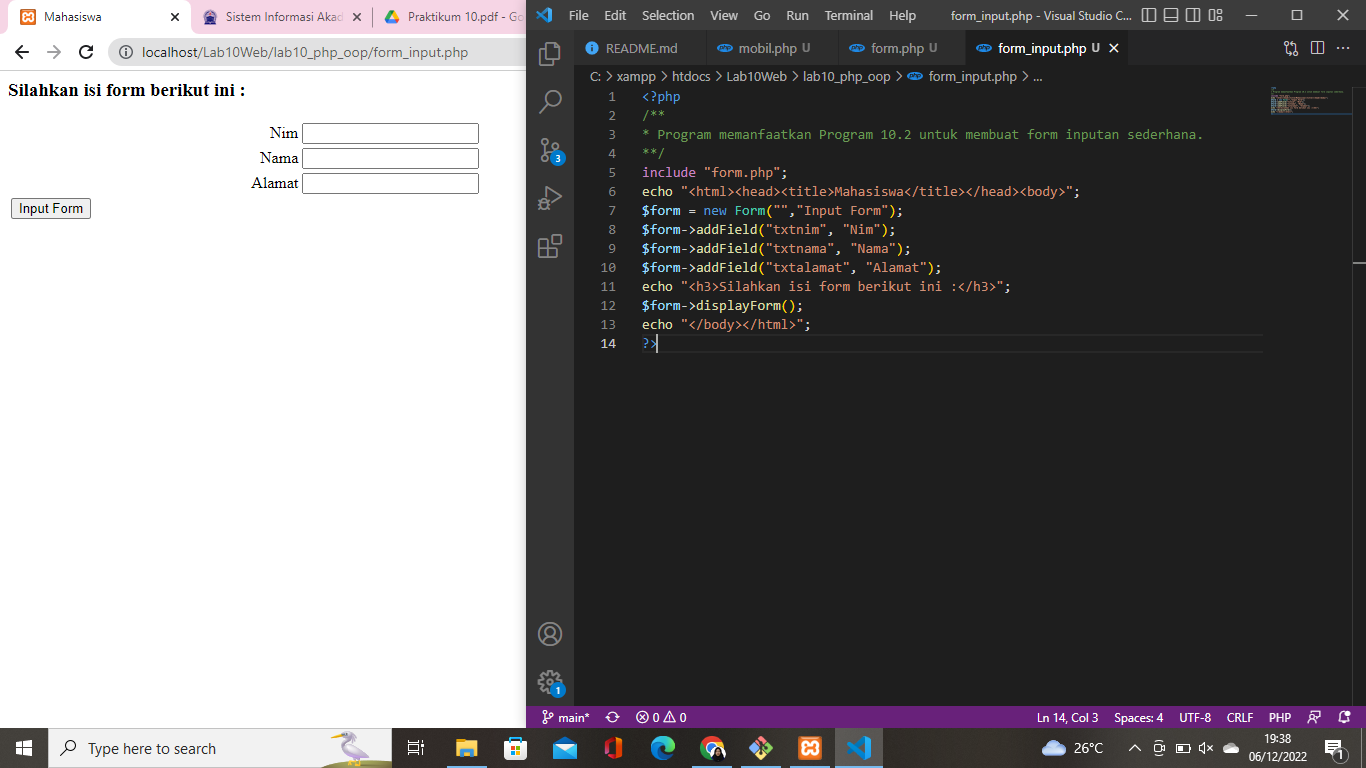 Mahasiswa
Sistem Informasi Akad
Praktikum 10.pdf - Go
localhost/Lab10Web/lab10_php_oop/form_input.php
Silahkan isi form berikut ini :
Nim
Nama
Alamat
Input Form
File Edit Selection View Go Run Terminal Help form_input.php - Visual Studio C...
README.md mobil.php U form.php U form_input.php U
C: > xampp > htdocs > Lab10Web > lab10_php_oop > form_input.php > ...
1 <?php
2 /**
3 * Program memanfaatkan Program 10.2 untuk membuat form inputan sederhana.
4 **/
5 include "form.php";
6 echo "<html><head><title>Mahasiswa</title></head><body>";
7 $form = new Form("","Input Form");
8 $form->addField("txtnim", "Nim");
9 $form->addField("txtnama", "Nama");
10 $form->addField("txtalamat", "Alamat");
11 echo "<h3>Silahkan isi form berikut ini :</h3>";
12 $form->displayForm();
13 echo "</body></html>";
14 ?>
3
1
main* 0 0 Ln 14, Col 3 Spaces: 4 UTF-8 CRLF PHP
Type here to search
26°C
19:38
06/12/2022
1